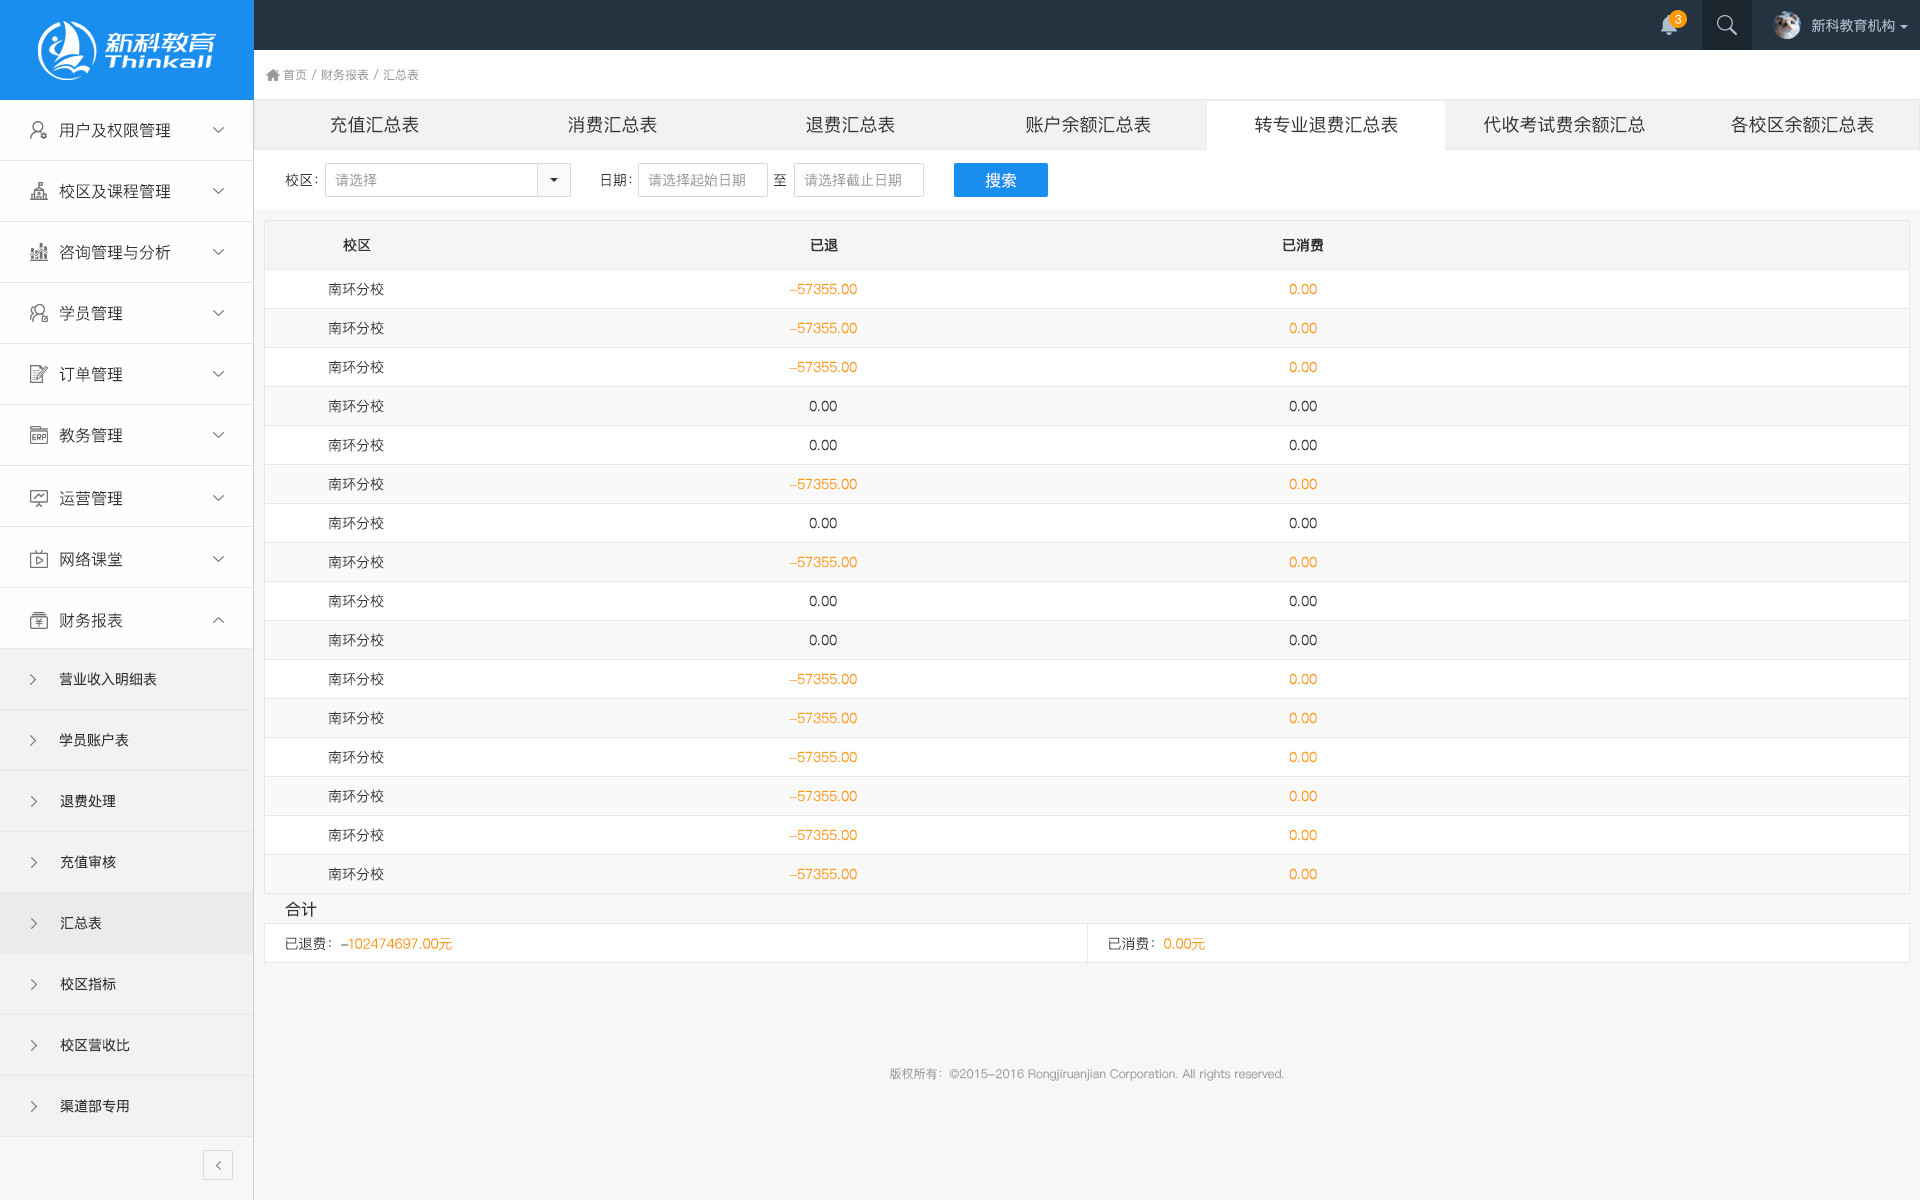 新科教育
Thinkall
3
新科教育机构
首页 / 财务报表 / 汇总表
用户及权限管理
校区及课程管理
咨询管理与分析
学员管理
订单管理
ERP
教务管理
运营管理
网络课堂
财务报表
营业收入明细表
学员账户表
退费处理
充值审核
汇总表
校区指标
校区营收比
渠道部专用
充值汇总表 消费汇总表 退费汇总表 账户余额汇总表 转专业退费汇总表 代收考试费余额汇总 各校区余额汇总表
校区: 请选择 日期: 请选择起始日期 至 请选择截止日期 搜索
校区 已退 已消费
南环分校 -57355.00 0.00
南环分校 -57355.00 0.00
南环分校 -57355.00 0.00
南环分校 0.00 0.00
南环分校 0.00 0.00
南环分校 -57355.00 0.00
南环分校 0.00 0.00
南环分校 -57355.00 0.00
南环分校 0.00 0.00
南环分校 0.00 0.00
南环分校 -57355.00 0.00
南环分校 -57355.00 0.00
南环分校 -57355.00 0.00
南环分校 -57355.00 0.00
南环分校 -57355.00 0.00
南环分校 -57355.00 0.00
合计
已退费：-102474697.00元 已消费：0.00元
版权所有：©2015-2016 Rongjiruanjian Corporation. All rights reserved.